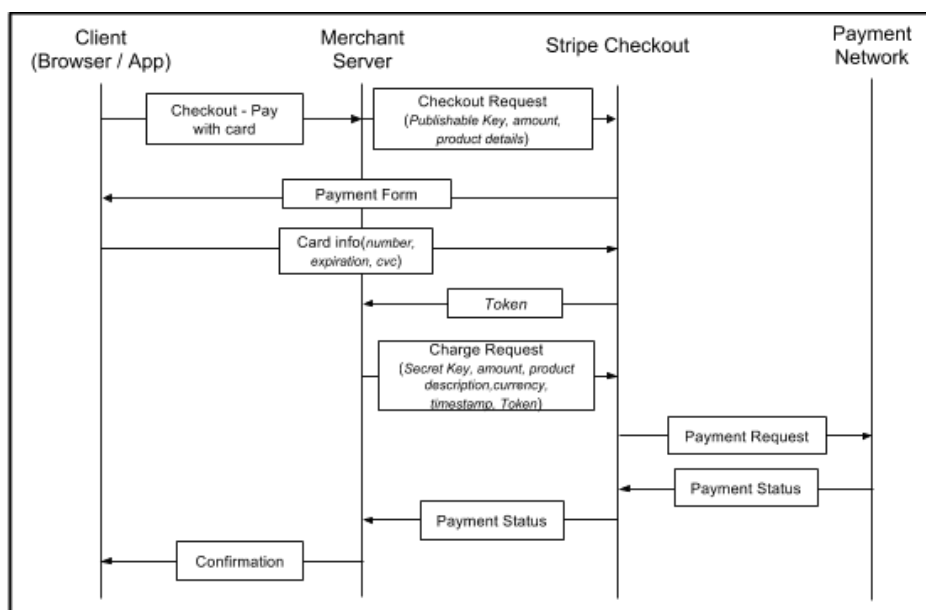 Client
(Browser / App)
Merchant
Server
Stripe Checkout
Payment
Network
Checkout - Pay
with card
Checkout Request
(Publishable Key, amount,
product details)
Payment Form
Card info(number,
expiration, cvc)
Token
Charge Request
(Secret Key, amount, product
description,currency,
timestamp, Token)
Payment Request
Payment Status
Payment Status
Confirmation